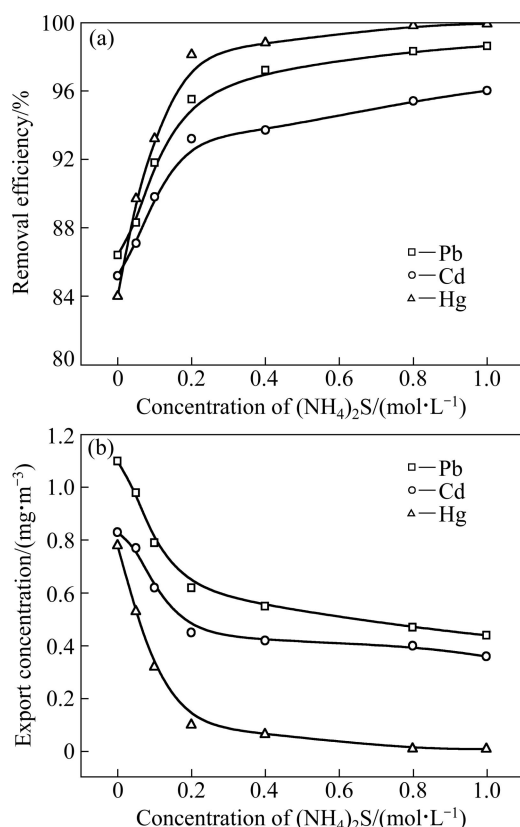 (a)
100
96
92
88
84
80
Removal efficiency/%
Pb
Cd
Hg
0 0.2 0.4 0.6 0.8 1.0
Concentration of (NH₄)₂S/(mol·L⁻¹)
(b)
1.2
1.0
0.8
0.6
0.4
0.2
0
Export concentration/(mg·m⁻³)
Pb
Cd
Hg
0 0.2 0.4 0.6 0.8 1.0
Concentration of (NH₄)₂S/(mol·L⁻¹)